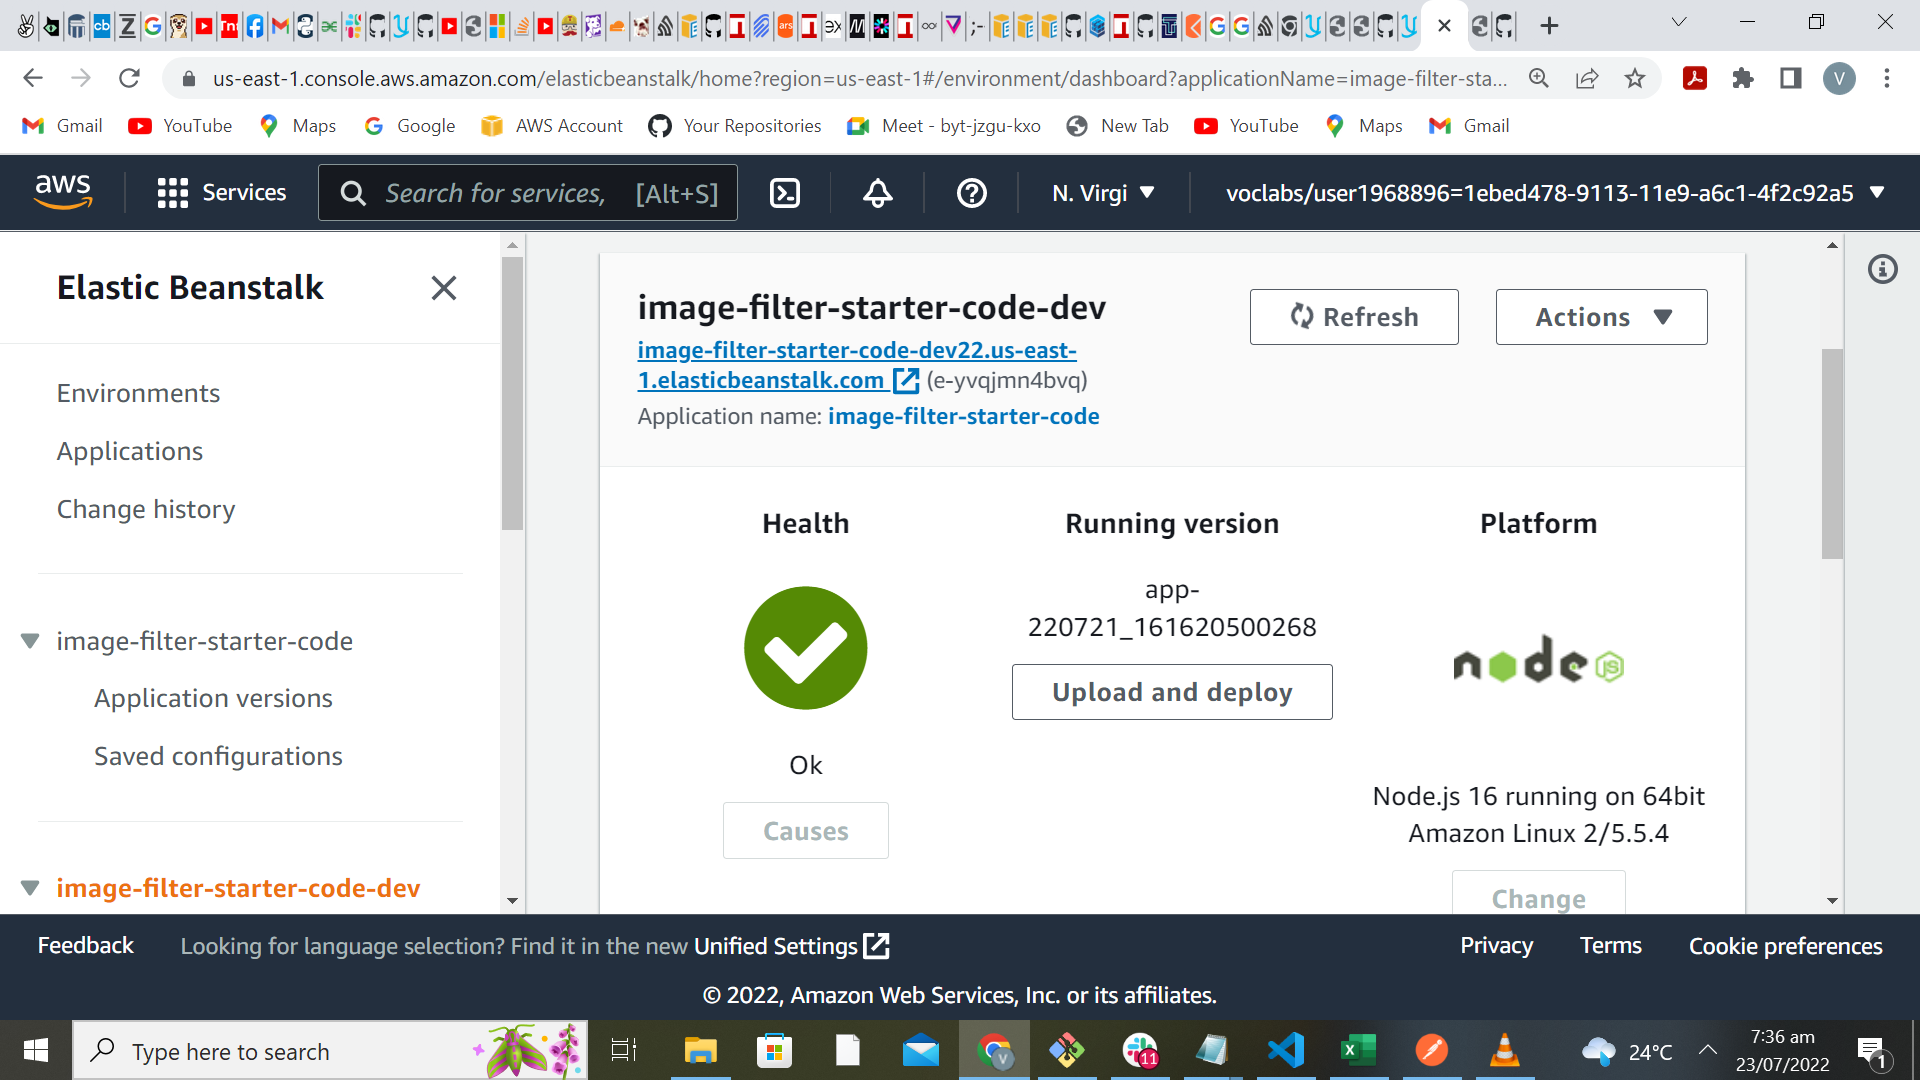 us-east-1.console.aws.amazon.com/elasticbeanstalk/home?region=us-east-1#/environment/dashboard?applicationName=image-filter-sta...
V
Gmail
YouTube
Maps
Google
AWS Account
Your Repositories
Meet - byt-jzgu-kxo
New Tab
YouTube
Maps
Gmail
aws
Services
Search for services, [Alt+S]
N. Virgi
voclabs/user1968896=1ebed478-9113-11e9-a6c1-4f2c92a5
Elastic Beanstalk
Environments
Applications
Change history
image-filter-starter-code
Application versions
Saved configurations
image-filter-starter-code-dev
image-filter-starter-code-dev
image-filter-starter-code-dev22.us-east-
1.elasticbeanstalk.com (e-yvqjmn4bvq)
Application name: image-filter-starter-code
Refresh
Actions
Health
Ok
Causes
Running version
app-
220721_161620500268
Upload and deploy
Platform
node JS
Node.js 16 running on 64bit
Amazon Linux 2/5.5.4
Change
Feedback
Looking for language selection? Find it in the new Unified Settings
Privacy
Terms
Cookie preferences
© 2022, Amazon Web Services, Inc. or its affiliates.
Type here to search
V
11
24°C
7:36 am
23/07/2022
1